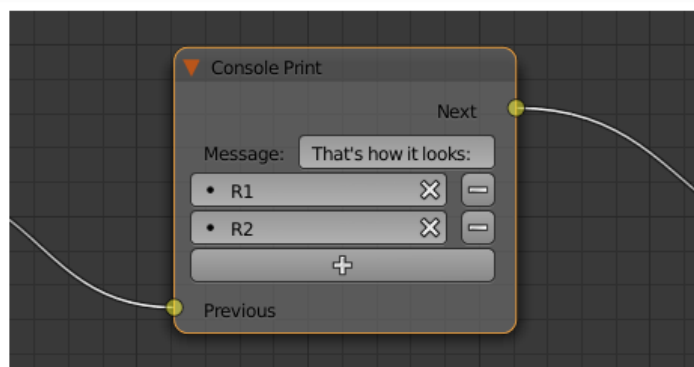 Console Print
Next
Message: That's how it looks:
• R1
• R2
Previous